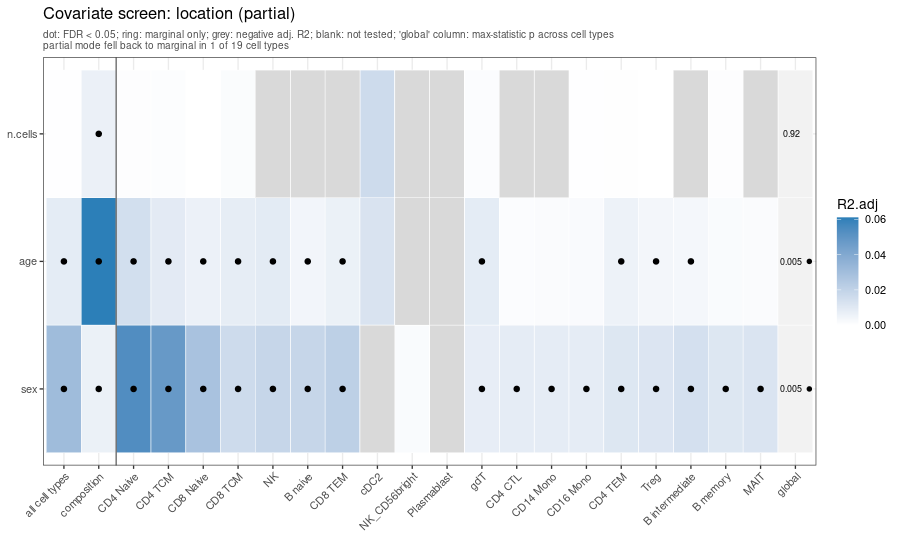 Covariate screen: location (partial)
dot: FDR < 0.05; ring: marginal only; grey: negative adj. R2; blank: not tested; 'global' column: max-statistic p across cell types
partial mode fell back to marginal in 1 of 19 cell types
n.cells
0.92
age
0.005
sex
0.005
R2.adj
0.06
0.04
0.02
0.00
all cell types
composition
CD4 Naive
CD4 TCM
CD8 Naive
CD8 TCM
NK
B naive
CD8 TEM
cDC2
NK_CD56bright
Plasmablast
gdT
CD4 CTL
CD14 Mono
CD16 Mono
CD4 TEM
Treg
B intermediate
B memory
MAIT
global